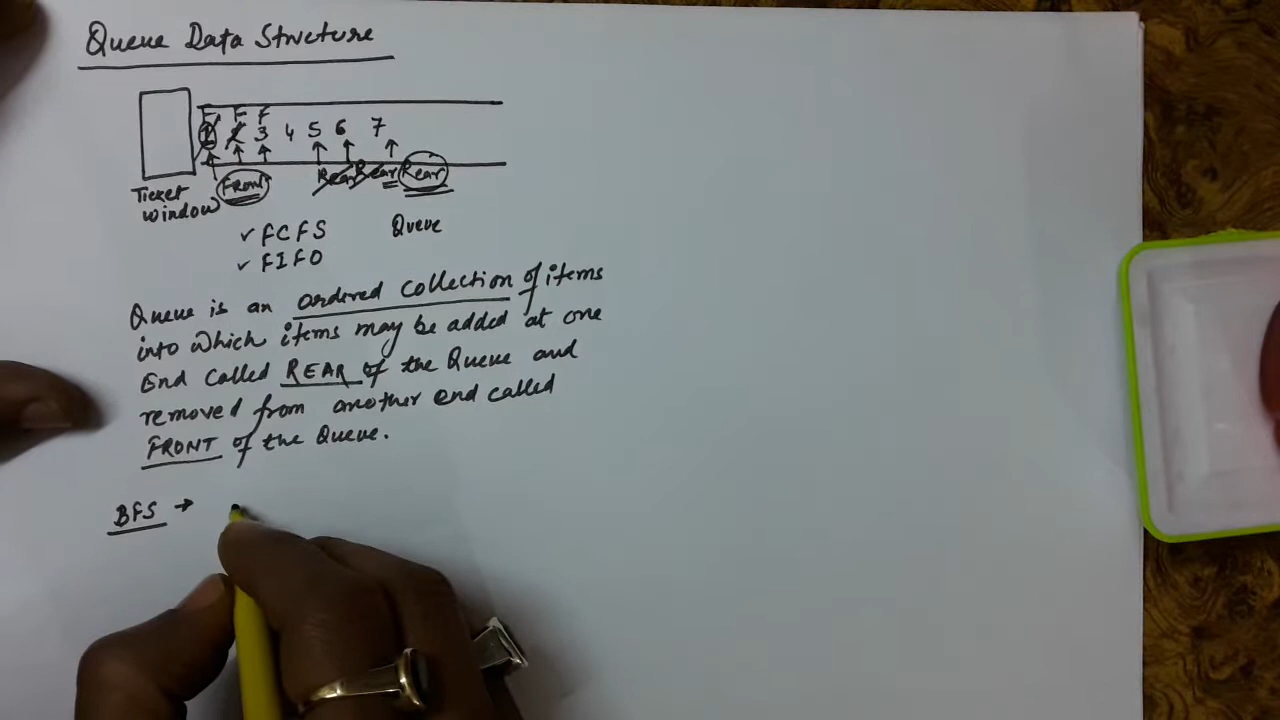 Queue Data Structure
F F F
1 2 3 4 5 6 7
Front Rear Rear Rear
Ticket
window
✓ FCFS Queue
✓ FIFO
Queue is an ordered collection of items
into which items may be added at one
End called REAR of the Queue and
removed from another end called
FRONT of the Queue.
BFS →